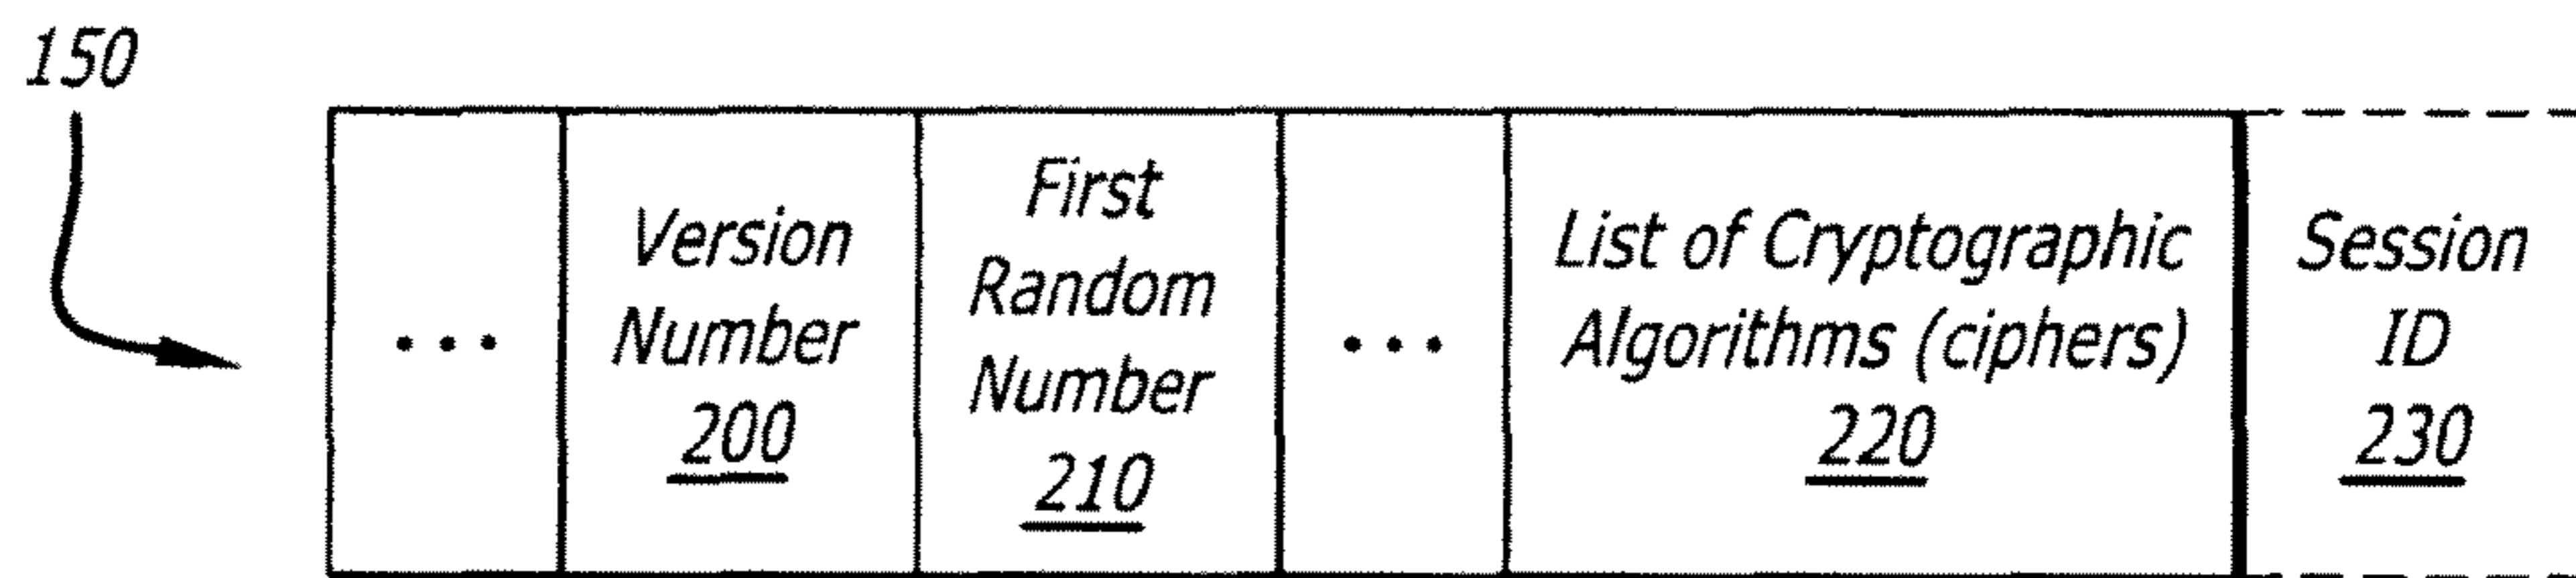 150
...
Version
Number
200
First
Random
Number
210
...
List of Cryptographic
Algorithms (ciphers)
220
Session
ID
230